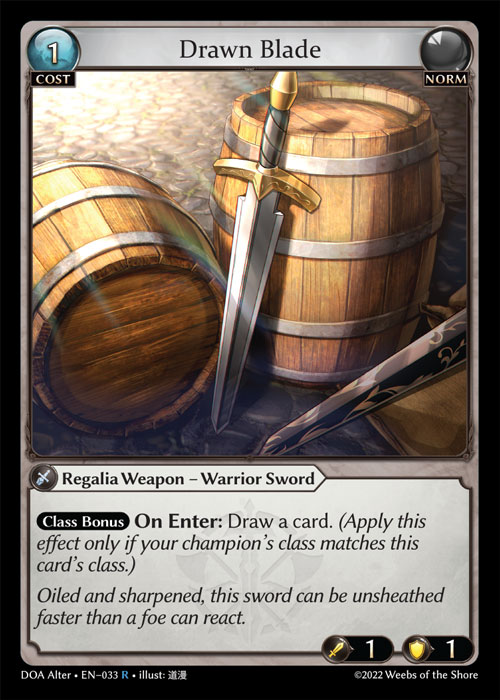 1
Drawn Blade
COST
NORM
Regalia Weapon – Warrior Sword
Class Bonus On Enter: Draw a card. (Apply this
effect only if your champion's class matches this
card's class.)
Oiled and sharpened, this sword can be unsheathed
faster than a foe can react.
1
1
DOA Alter • EN–033 R • illust: 道漫
©2022 Weebs of the Shore